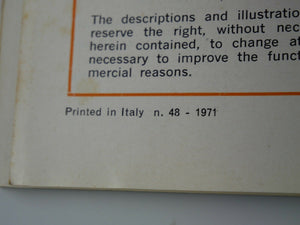 The descriptions and illustratio
reserve the right, without nec
herein contained, to change at
necessary to improve the funct
mercial reasons.
Printed in Italy n. 48 - 1971